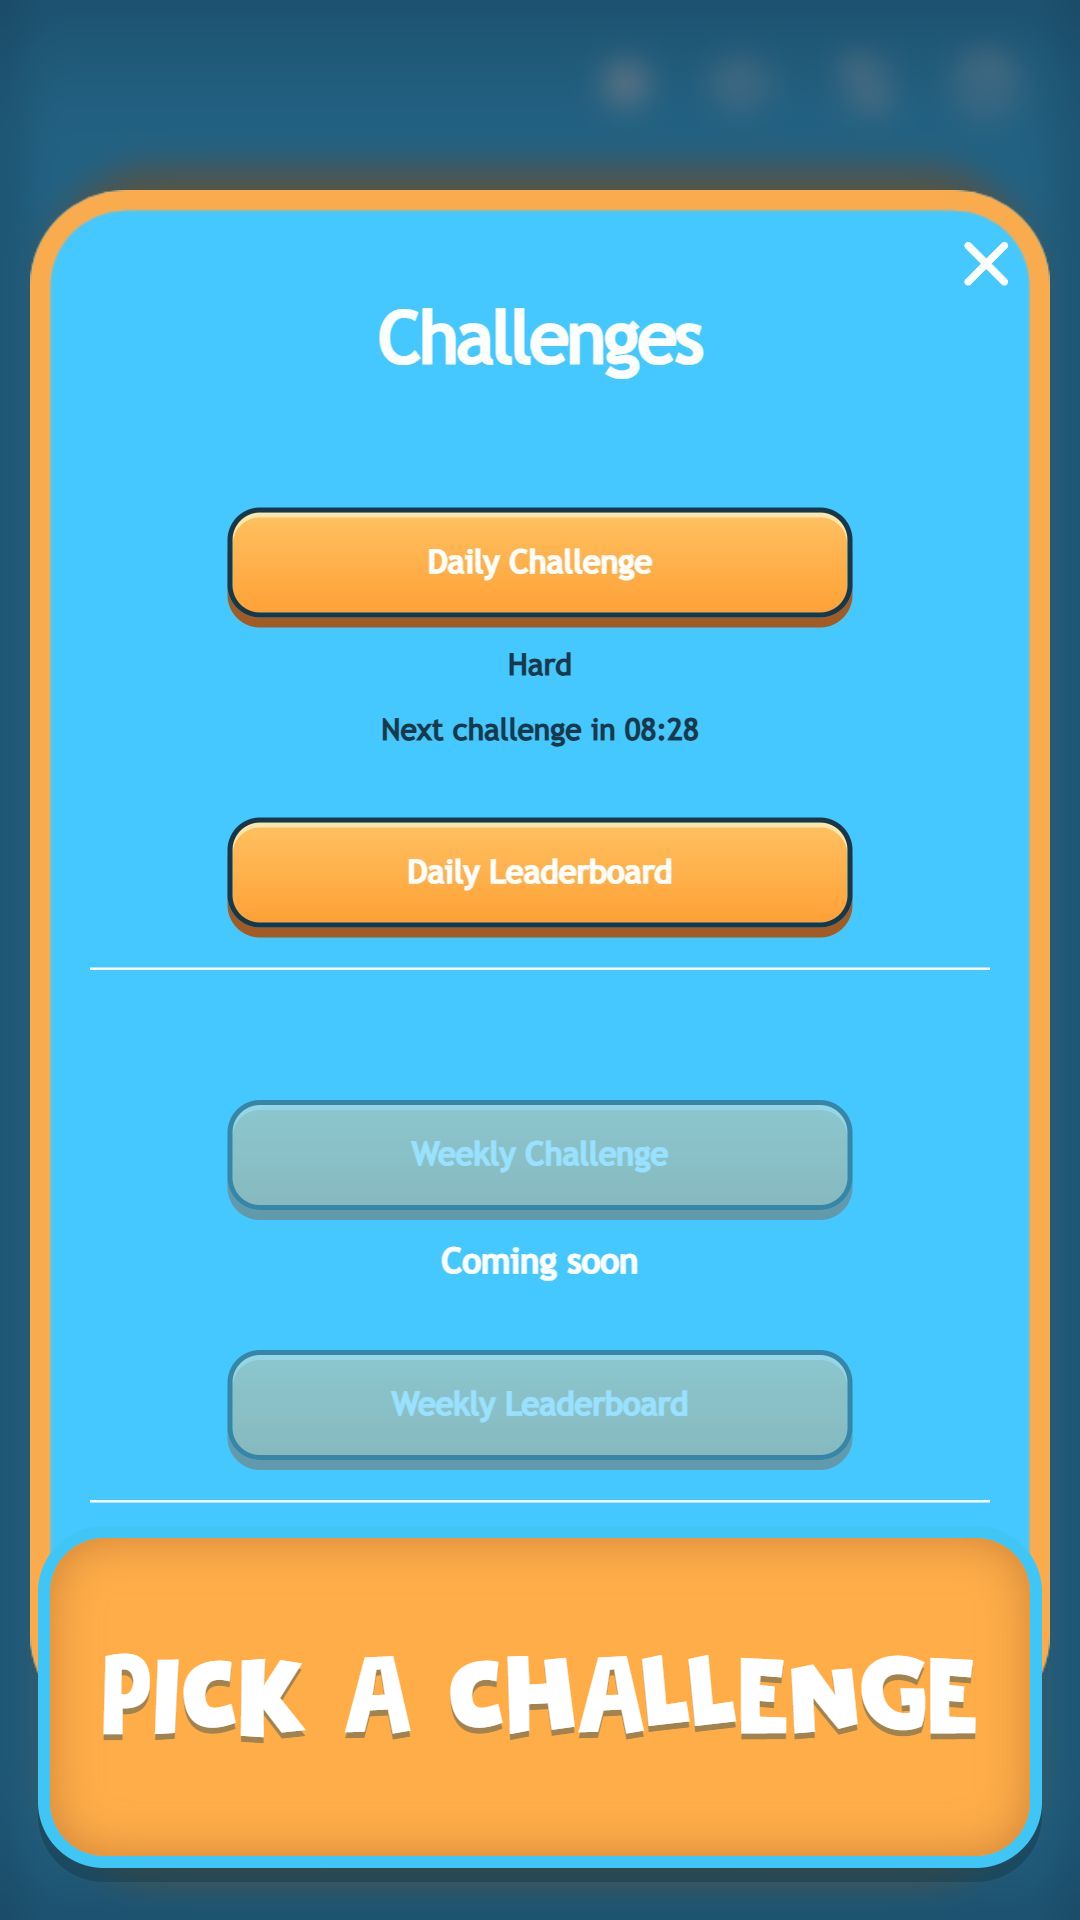 Challenges
Daily Challenge
Hard
Next challenge in 08:28
Daily Leaderboard
Weekly Challenge
Coming soon
Weekly Leaderboard
PICK A CHALLENGE